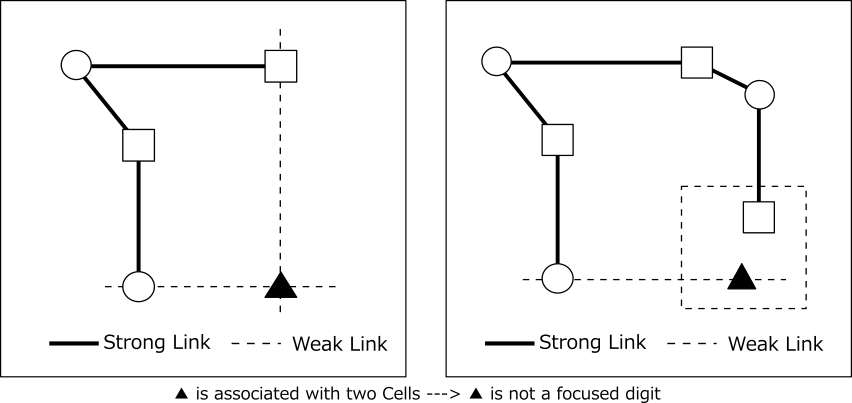 Strong Link Weak Link
Strong Link Weak Link
▲ is associated with two Cells ---> ▲ is not a focused digit